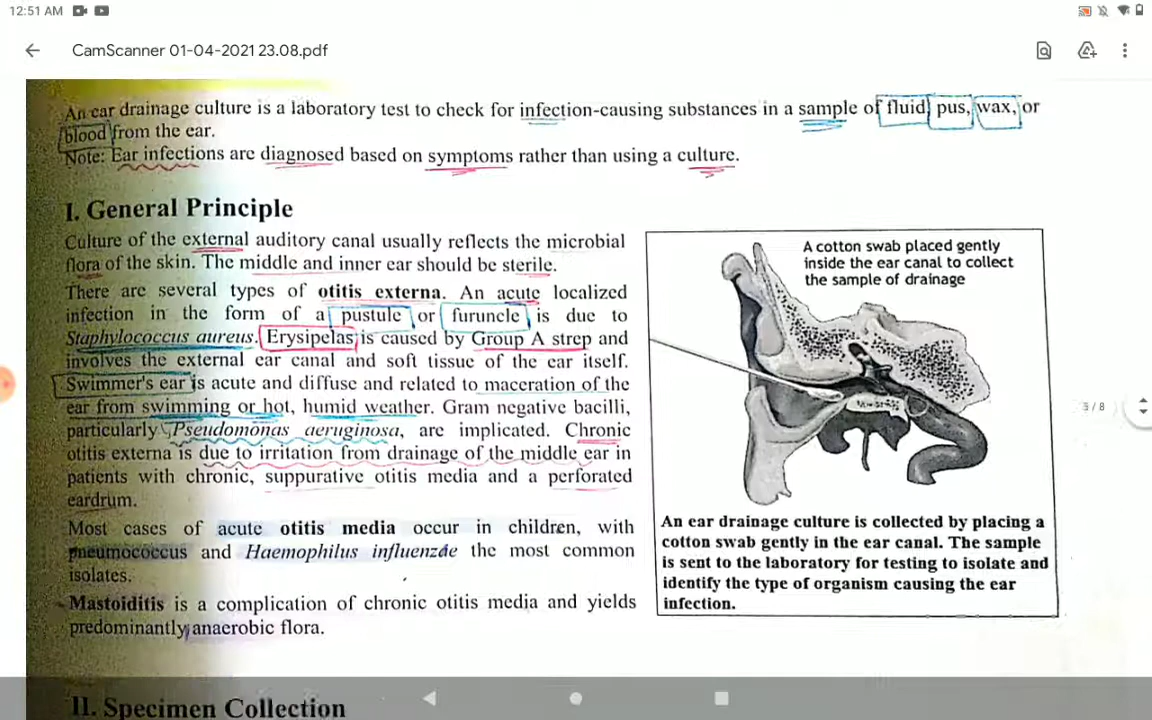 12:51 AM
CamScanner 01-04-2021 23.08.pdf
An ear drainage culture is a laboratory test to check for infection-causing substances in a sample of fluid, pus, wax, or
blood from the ear.
Note: Ear infections are diagnosed based on symptoms rather than using a culture.
I. General Principle
Culture of the external auditory canal usually reflects the microbial
flora of the skin. The middle and inner ear should be sterile.
There are several types of otitis externa. An acute localized
infection in the form of a pustule or furuncle is due to
Staphylococcus aureus. Erysipelas is caused by Group A strep and
involves the external ear canal and soft tissue of the ear itself.
Swimmer's ear is acute and diffuse and related to maceration of the
ear from swimming or hot, humid weather. Gram negative bacilli,
particularly Pseudomonas aeruginosa, are implicated. Chronic
otitis externa is due to irritation from drainage of the middle ear in
patients with chronic, suppurative otitis media and a perforated
eardrum.
Most cases of acute otitis media occur in children, with
pneumococcus and Haemophilus influenzae the most common
isolates.
Mastoiditis is a complication of chronic otitis media and yields
predominantly anaerobic flora.
A cotton swab placed gently
inside the ear canal to collect
the sample of drainage
An ear drainage culture is collected by placing a
cotton swab gently in the ear canal. The sample
is sent to the laboratory for testing to isolate and
identify the type of organism causing the ear
infection.
3 / 8
II. Specimen Collection